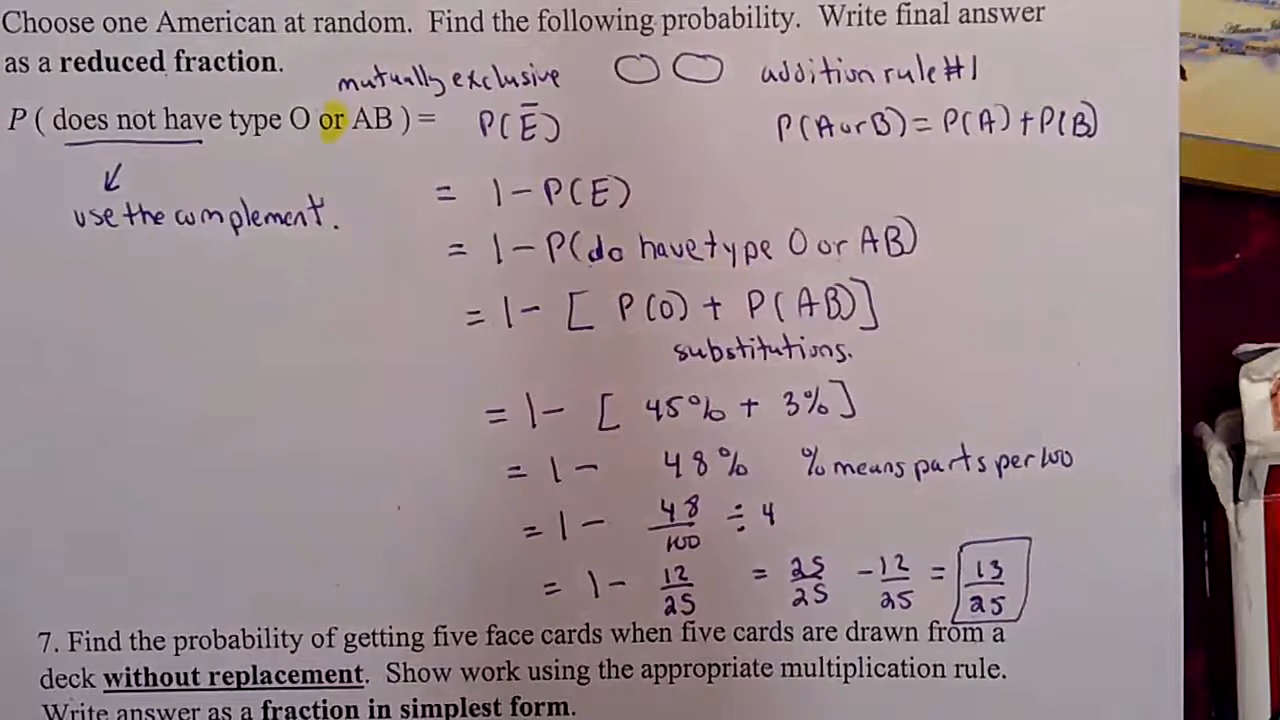 Choose one American at random. Find the following probability. Write final answer
as a reduced fraction.
mutually exclusive
addition rule #1
P ( does not have type O or AB ) = P(Ē)
P(A or B) = P(A) + P(B)
use the complement.
= 1 - P(E)
= 1 - P(do have type O or AB)
= 1 - [ P(O) + P(AB) ]
substitutions.
= 1 - [ 45% + 3% ]
= 1 - 48% % means parts per 100
= 1 - 48/100 ÷ 4
= 1 - 12/25 = 25/25 - 12/25 = 13/25
7. Find the probability of getting five face cards when five cards are drawn from a
deck without replacement. Show work using the appropriate multiplication rule.
Write answer as a fraction in simplest form.